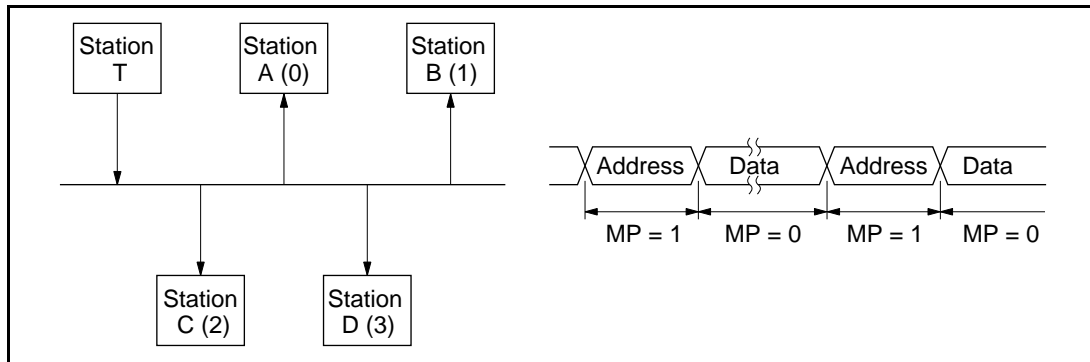 Station
T
Station
A (0)
Station
B (1)
Station
C (2)
Station
D (3)
Address
Data
Address
Data
MP = 1
MP = 0
MP = 1
MP = 0